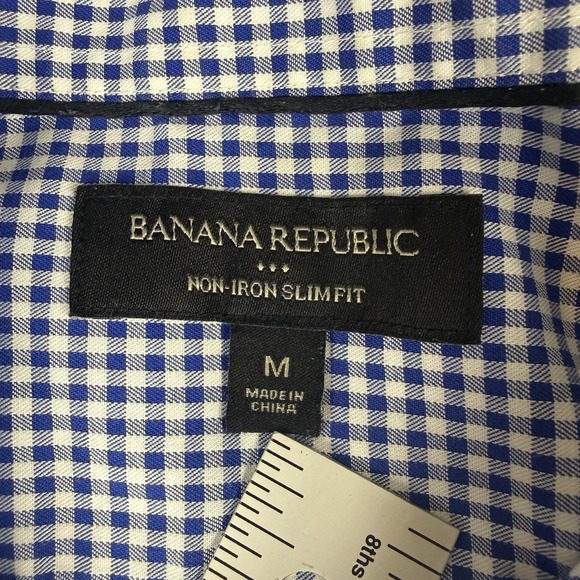 BANANA REPUBLIC
NON-IRON SLIM FIT
M
MADE IN
CHINA
8ths